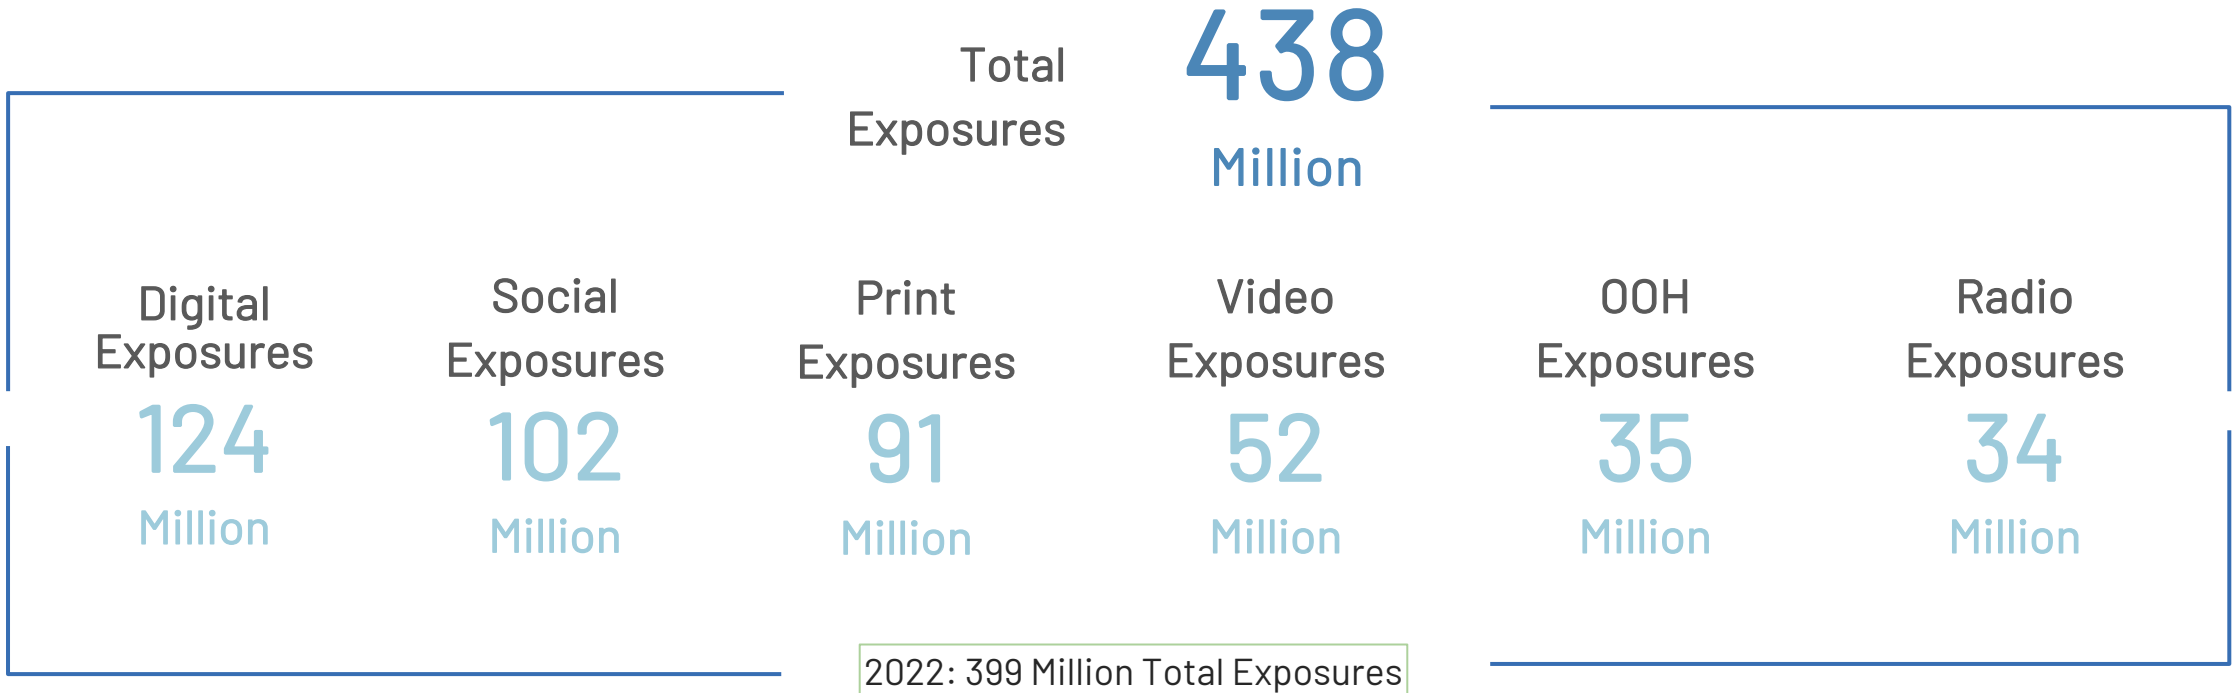 Total
Exposures
438
Million
Digital
Exposures
124
Million
Social
Exposures
102
Million
Print
Exposures
91
Million
Video
Exposures
52
Million
OOH
Exposures
35
Million
Radio
Exposures
34
Million
2022: 399 Million Total Exposures